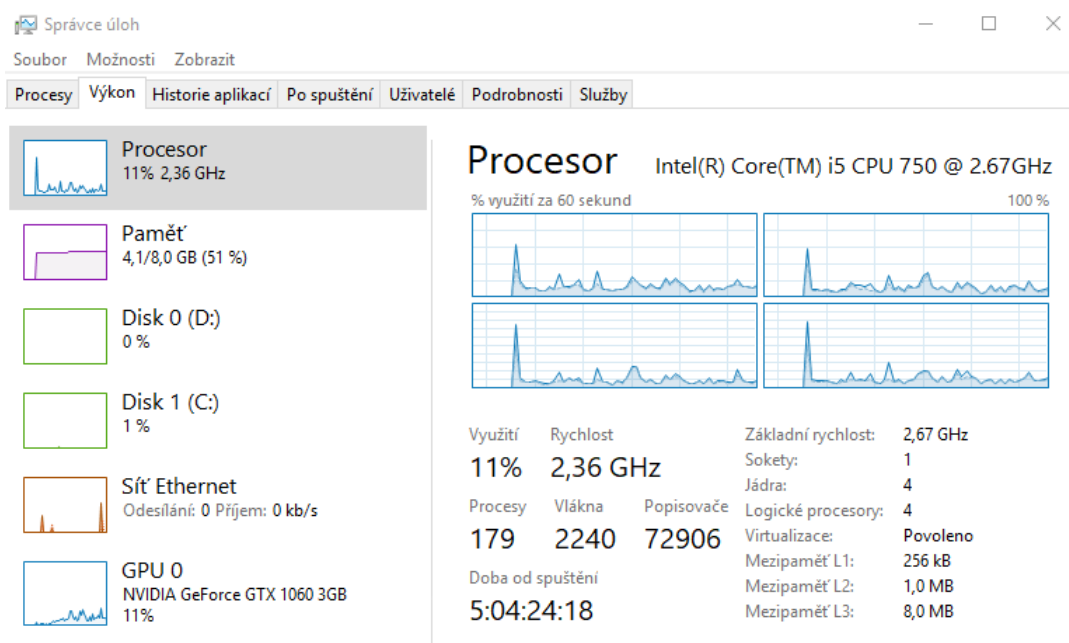 Správce úloh
Soubor Možnosti Zobrazit
Procesy Výkon Historie aplikací Po spuštění Uživatelé Podrobnosti Služby
Procesor
11% 2,36 GHz
Paměť
4,1/8,0 GB (51 %)
Disk 0 (D:)
0 %
Disk 1 (C:)
1 %
Síť Ethernet
Odesílání: 0 Příjem: 0 kb/s
GPU 0
NVIDIA GeForce GTX 1060 3GB
11%
Procesor Intel(R) Core(TM) i5 CPU 750 @ 2.67GHz
% využití za 60 sekund 100 %
Využití Rychlost
11% 2,36 GHz
Procesy Vlákna Popisovače
179 2240 72906
Doba od spuštění
5:04:24:18
Základní rychlost: 2,67 GHz
Sokety: 1
Jádra: 4
Logické procesory: 4
Virtualizace: Povoleno
Mezipaměť L1: 256 kB
Mezipaměť L2: 1,0 MB
Mezipaměť L3: 8,0 MB